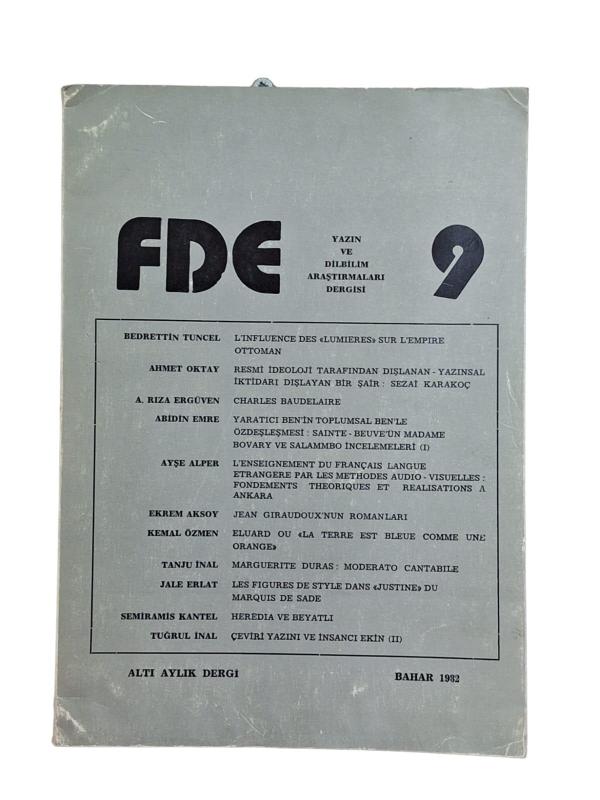 FDE
YAZIN
VE
DİLBİLİM
ARAŞTIRMALARI
DERGİSİ
9
BEDRETTİN TUNCEL L'INFLUENCE DES «LUMIERES» SUR L'EMPIRE
OTTOMAN
AHMET OKTAY RESMİ İDEOLOJİ TARAFINDAN DIŞLANAN - YAZINSAL
İKTİDARI DIŞLAYAN BİR ŞAİR : SEZAİ KARAKOÇ
A. RIZA ERGÜVEN CHARLES BAUDELAIRE
ABİDİN EMRE YARATICI BEN'İN TOPLUMSAL BEN'LE
ÖZDEŞLEŞMESİ : SAINTE - BEUVE'ÜN MADAME
BOVARY VE SALAMMBO İNCELEMELERİ (I)
AYŞE ALPER L'ENSEIGNEMENT DU FRANÇAIS LANGUE
ETRANGERE PAR LES METHODES AUDIO - VISUELLES :
FONDEMENTS THEORIQUES ET REALISATIONS A
ANKARA
EKREM AKSOY JEAN GIRAUDOUX'NUN ROMANLARI
KEMAL ÖZMEN ELUARD OU «LA TERRE EST BLEUE COMME UNE
ORANGE»
TANJU İNAL MARGUERITE DURAS : MODERATO CANTABILE
JALE ERLAT LES FIGURES DE STYLE DANS «JUSTINE» DU
MARQUIS DE SADE
SEMİRAMİS KANTEL HEREDIA VE BEYATLI
TUĞRUL İNAL ÇEVİRİ YAZINI VE İNSANCI EKİN (II)
ALTI AYLIK DERGİ
BAHAR 1982